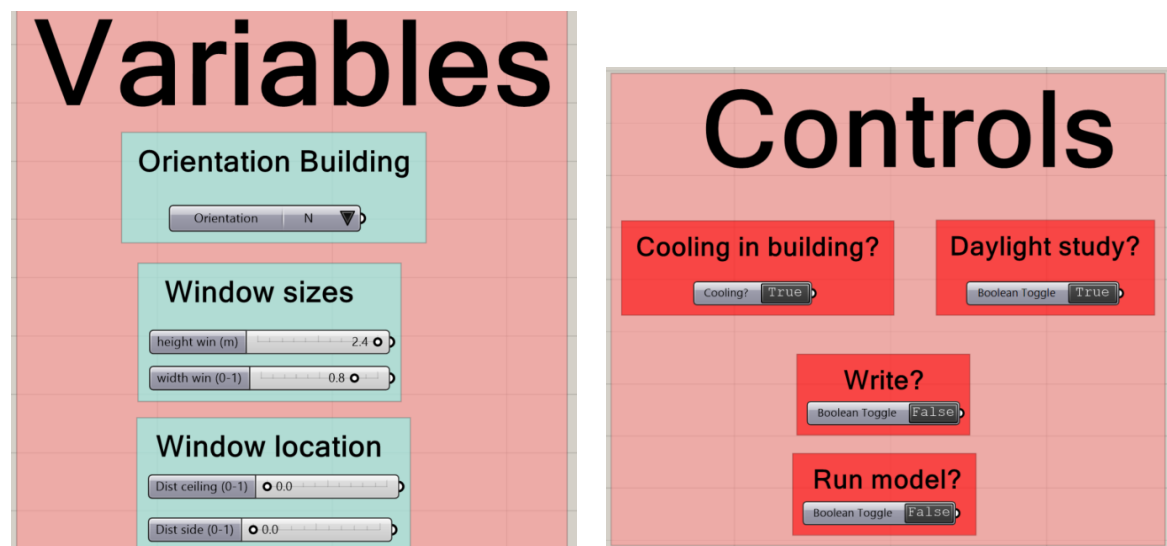 Variables
Orientation Building
Orientation N
Window sizes
height win (m) 2.4
width win (0-1) 0.8
Window location
Dist ceiling (0-1) 0.0
Dist side (0-1) 0.0
Controls
Cooling in building?
Cooling? True
Daylight study?
Boolean Toggle True
Write?
Boolean Toggle False
Run model?
Boolean Toggle False